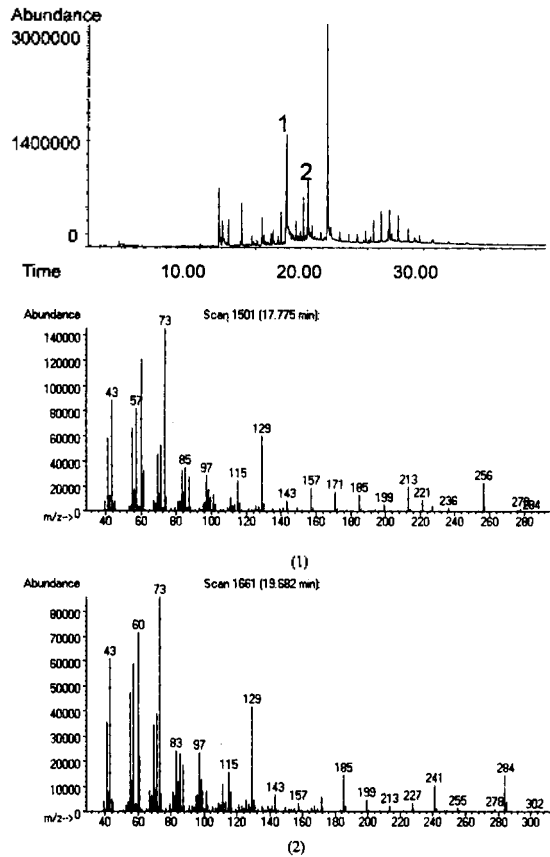 Abundance
3000000
1
1400000
2
0
Time 10.00 20.00 30.00
Abundance Scan 1501 (17.775 min):
73
140000
120000
100000
43
80000 57
60000 129
40000
85 97 115
20000 143 157 171 185 199 213 221 236 256 278 284
0
m/z--> 40 60 80 100 120 140 160 180 200 220 240 260 280
(1)
Abundance Scan 1661 (19.682 min):
73
80000
60
70000
43
60000
50000
129
40000
30000
83 97
20000 115 185 284
10000 143 157 199 213 227 241 255 278 302
0
m/z--> 40 60 80 100 120 140 160 180 200 220 240 260 280 300
(2)